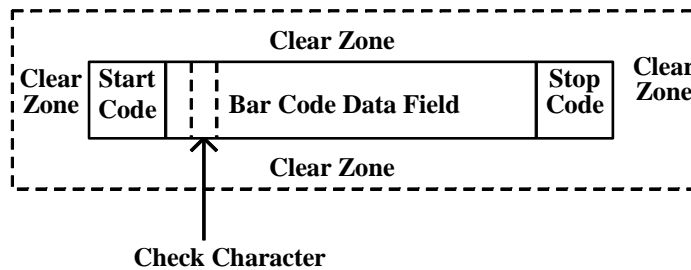 Clear Zone
Clear
Zone
Start
Code
Bar Code Data Field
Stop
Code
Clear
Zone
Clear Zone
Check Character